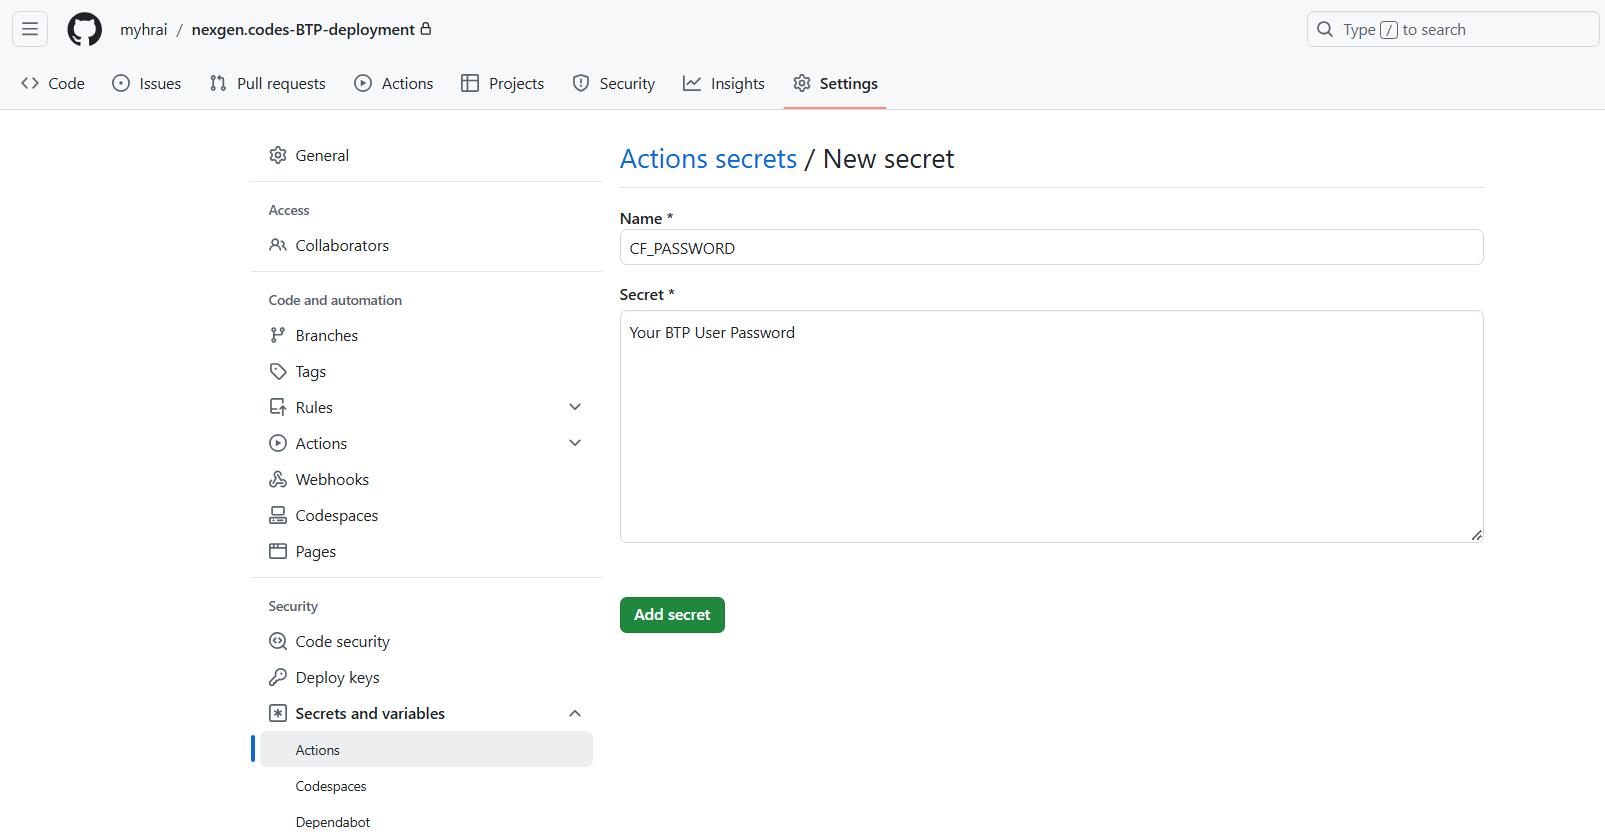 myhrai / nexgen.codes-BTP-deployment
Type / to search
Code Issues Pull requests Actions Projects Security Insights Settings
General
Access
Collaborators
Code and automation
Branches
Tags
Rules
Actions
Webhooks
Codespaces
Pages
Security
Code security
Deploy keys
Secrets and variables
Actions
Codespaces
Dependabot
Actions secrets / New secret
Name *
CF_PASSWORD
Secret *
Your BTP User Password
Add secret